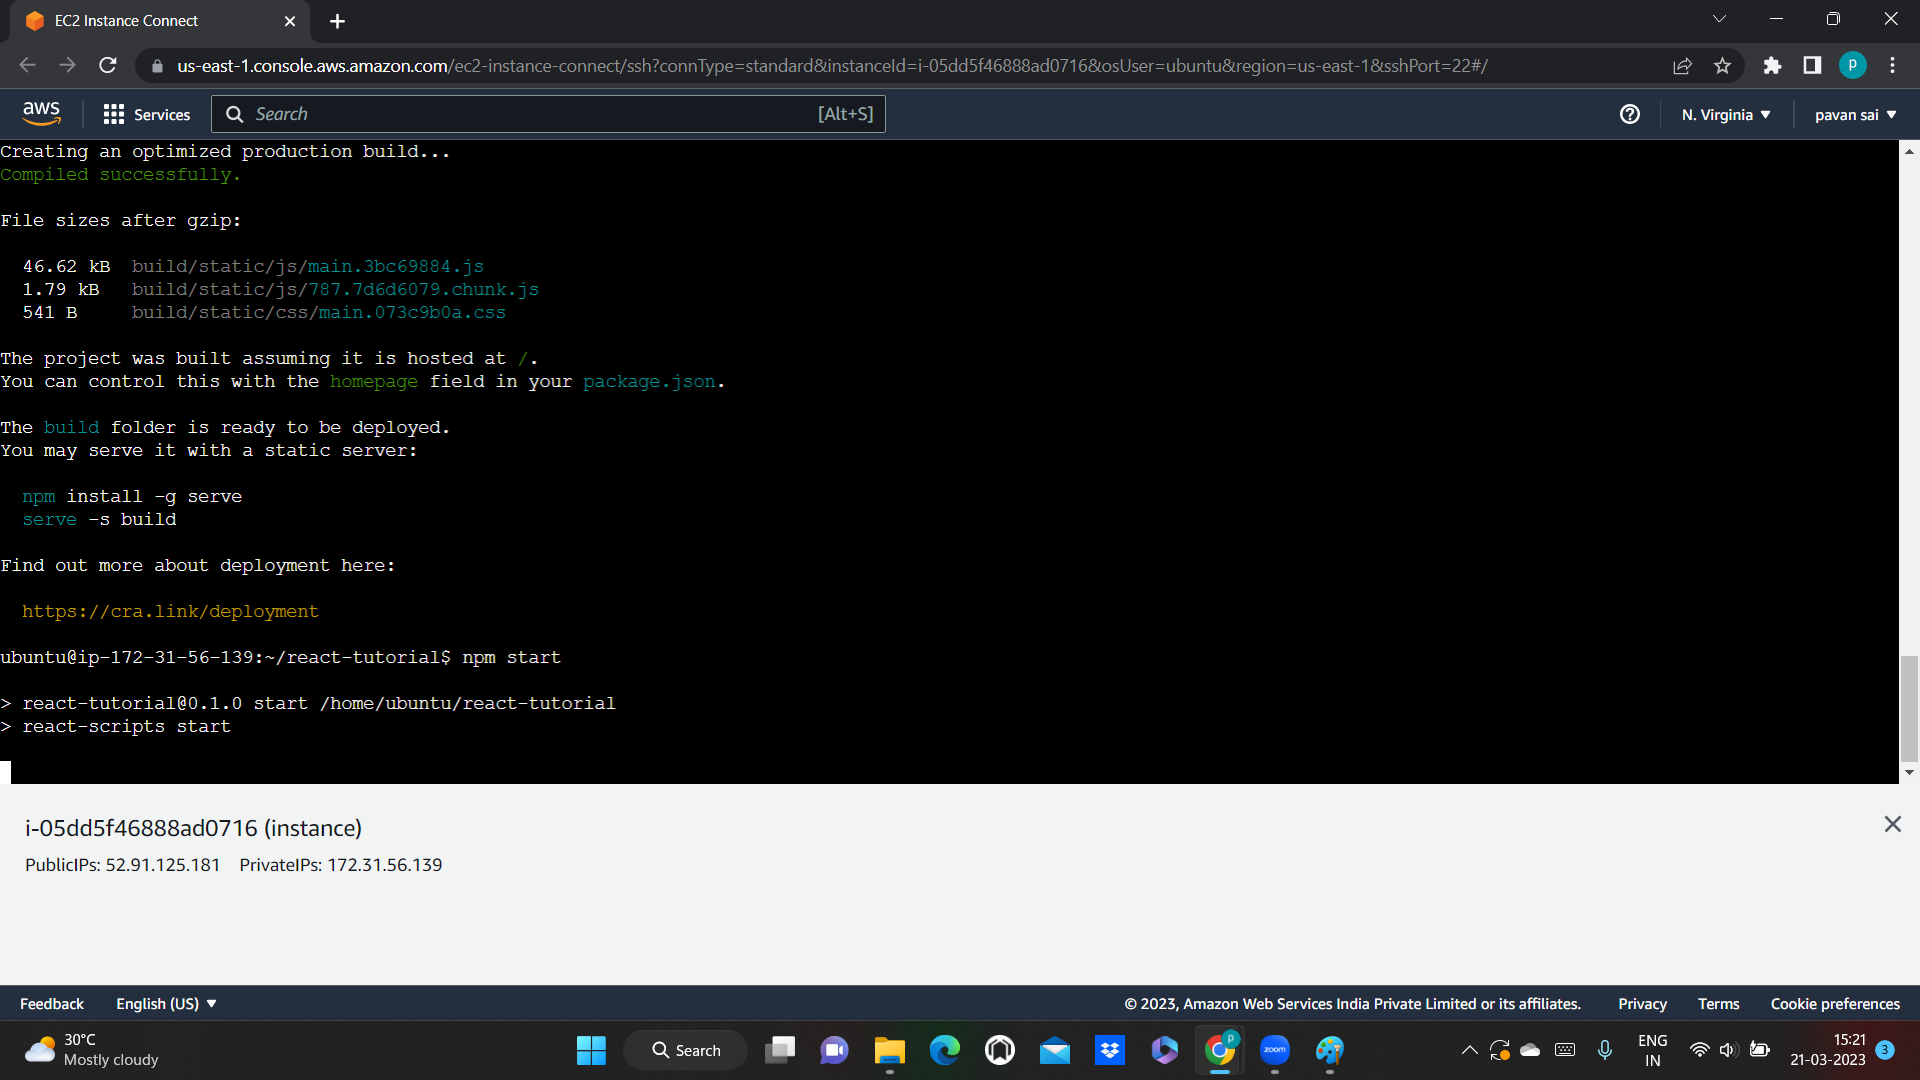 EC2 Instance Connect
us-east-1.console.aws.amazon.com/ec2-instance-connect/ssh?connType=standard&instanceId=i-05dd5f46888ad0716&osUser=ubuntu&region=us-east-1&sshPort=22#/
P
aws
Services
Search
[Alt+S]
N. Virginia
pavan sai
Creating an optimized production build...
Compiled successfully.
File sizes after gzip:
46.62 kB build/static/js/main.3bc69884.js
1.79 kB build/static/js/787.7d6d6079.chunk.js
541 B build/static/css/main.073c9b0a.css
The project was built assuming it is hosted at /.
You can control this with the homepage field in your package.json.
The build folder is ready to be deployed.
You may serve it with a static server:
npm install -g serve
serve -s build
Find out more about deployment here:
https://cra.link/deployment
ubuntu@ip-172-31-56-139:~/react-tutorial$ npm start
> react-tutorial@0.1.0 start /home/ubuntu/react-tutorial
> react-scripts start
i-05dd5f46888ad0716 (instance)
PublicIPs: 52.91.125.181 PrivateIPs: 172.31.56.139
Feedback
English (US)
© 2023, Amazon Web Services India Private Limited or its affiliates.
Privacy
Terms
Cookie preferences
30°C
Mostly cloudy
Search
P
zoom
ENG
IN
15:21
21-03-2023
3